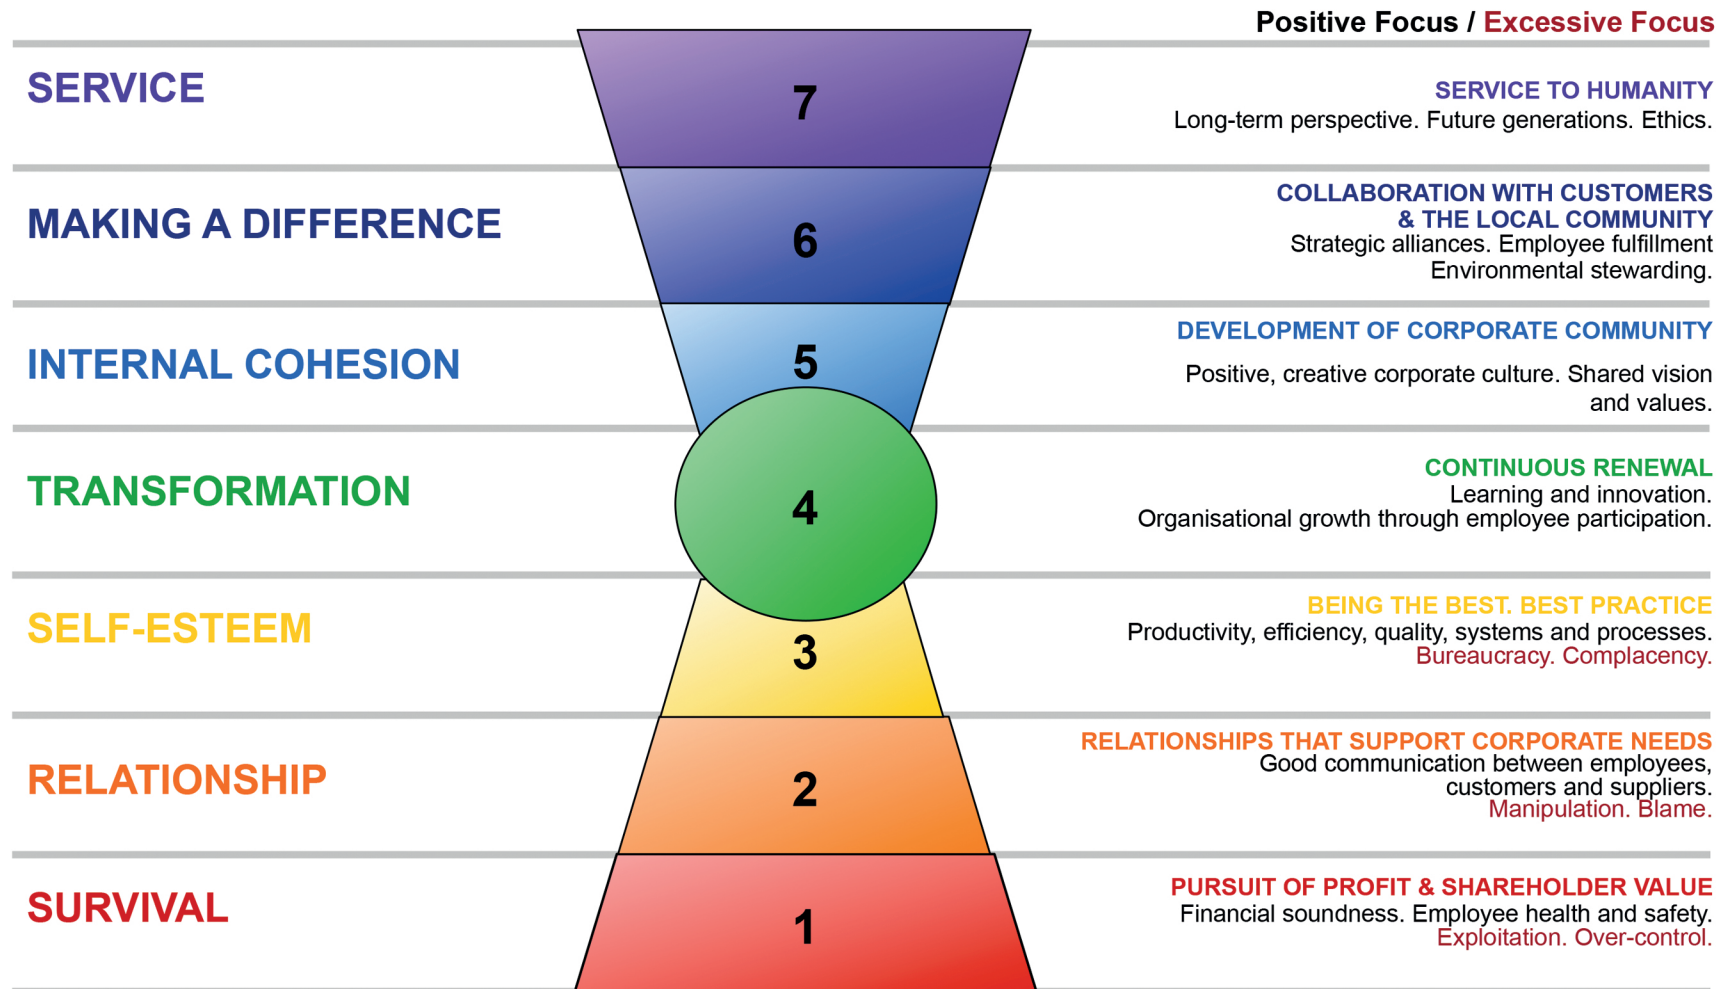 Positive Focus / Excessive Focus
SERVICE
7
SERVICE TO HUMANITY
Long-term perspective. Future generations. Ethics.
MAKING A DIFFERENCE
6
COLLABORATION WITH CUSTOMERS
& THE LOCAL COMMUNITY
Strategic alliances. Employee fulfillment
Environmental stewarding.
INTERNAL COHESION
5
DEVELOPMENT OF CORPORATE COMMUNITY
Positive, creative corporate culture. Shared vision
and values.
TRANSFORMATION
4
CONTINUOUS RENEWAL
Learning and innovation.
Organisational growth through employee participation.
SELF-ESTEEM
3
BEING THE BEST. BEST PRACTICE
Productivity, efficiency, quality, systems and processes.
Bureaucracy. Complacency.
RELATIONSHIP
2
RELATIONSHIPS THAT SUPPORT CORPORATE NEEDS
Good communication between employees,
customers and suppliers.
Manipulation. Blame.
SURVIVAL
1
PURSUIT OF PROFIT & SHAREHOLDER VALUE
Financial soundness. Employee health and safety.
Exploitation. Over-control.